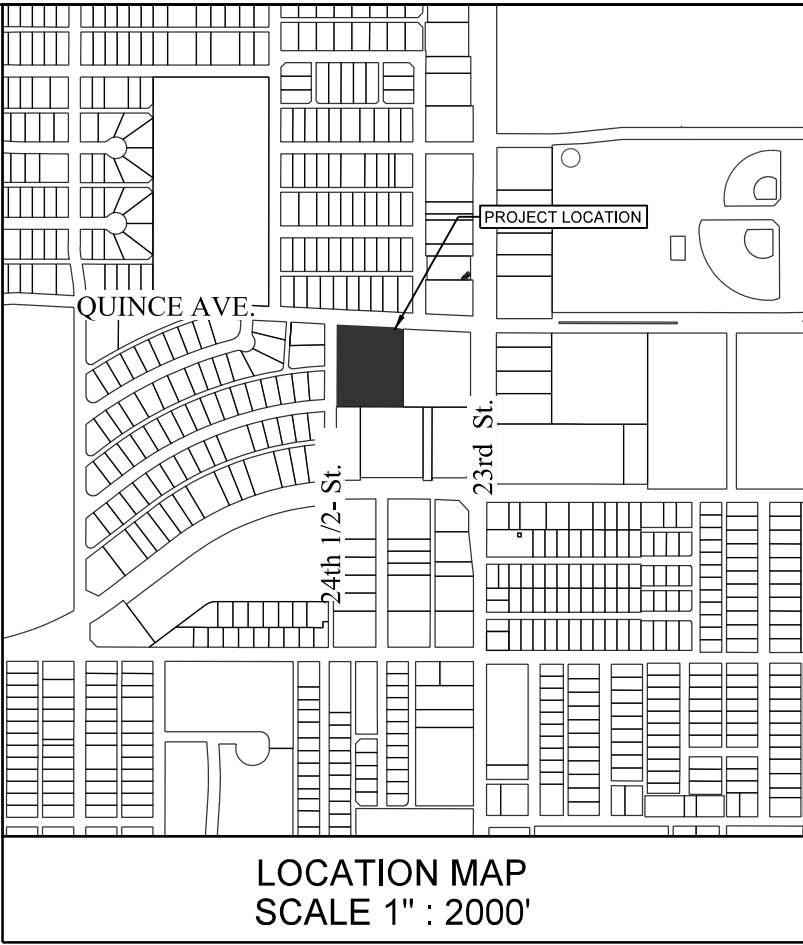 PROJECT LOCATION
QUINCE AVE.
23rd St.
24th 1/2- St.
LOCATION MAP
SCALE 1" : 2000'